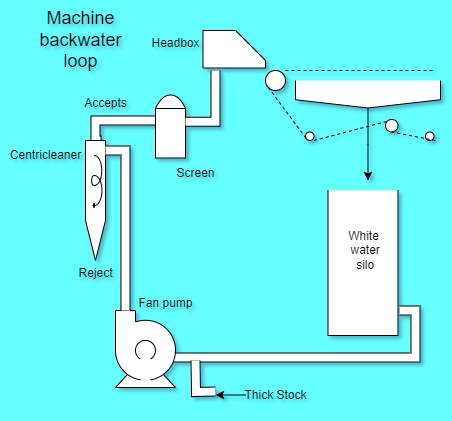 Machine
backwater
loop
Headbox
Accepts
Centricleaner
Screen
Reject
White
water
silo
Fan pump
Thick Stock